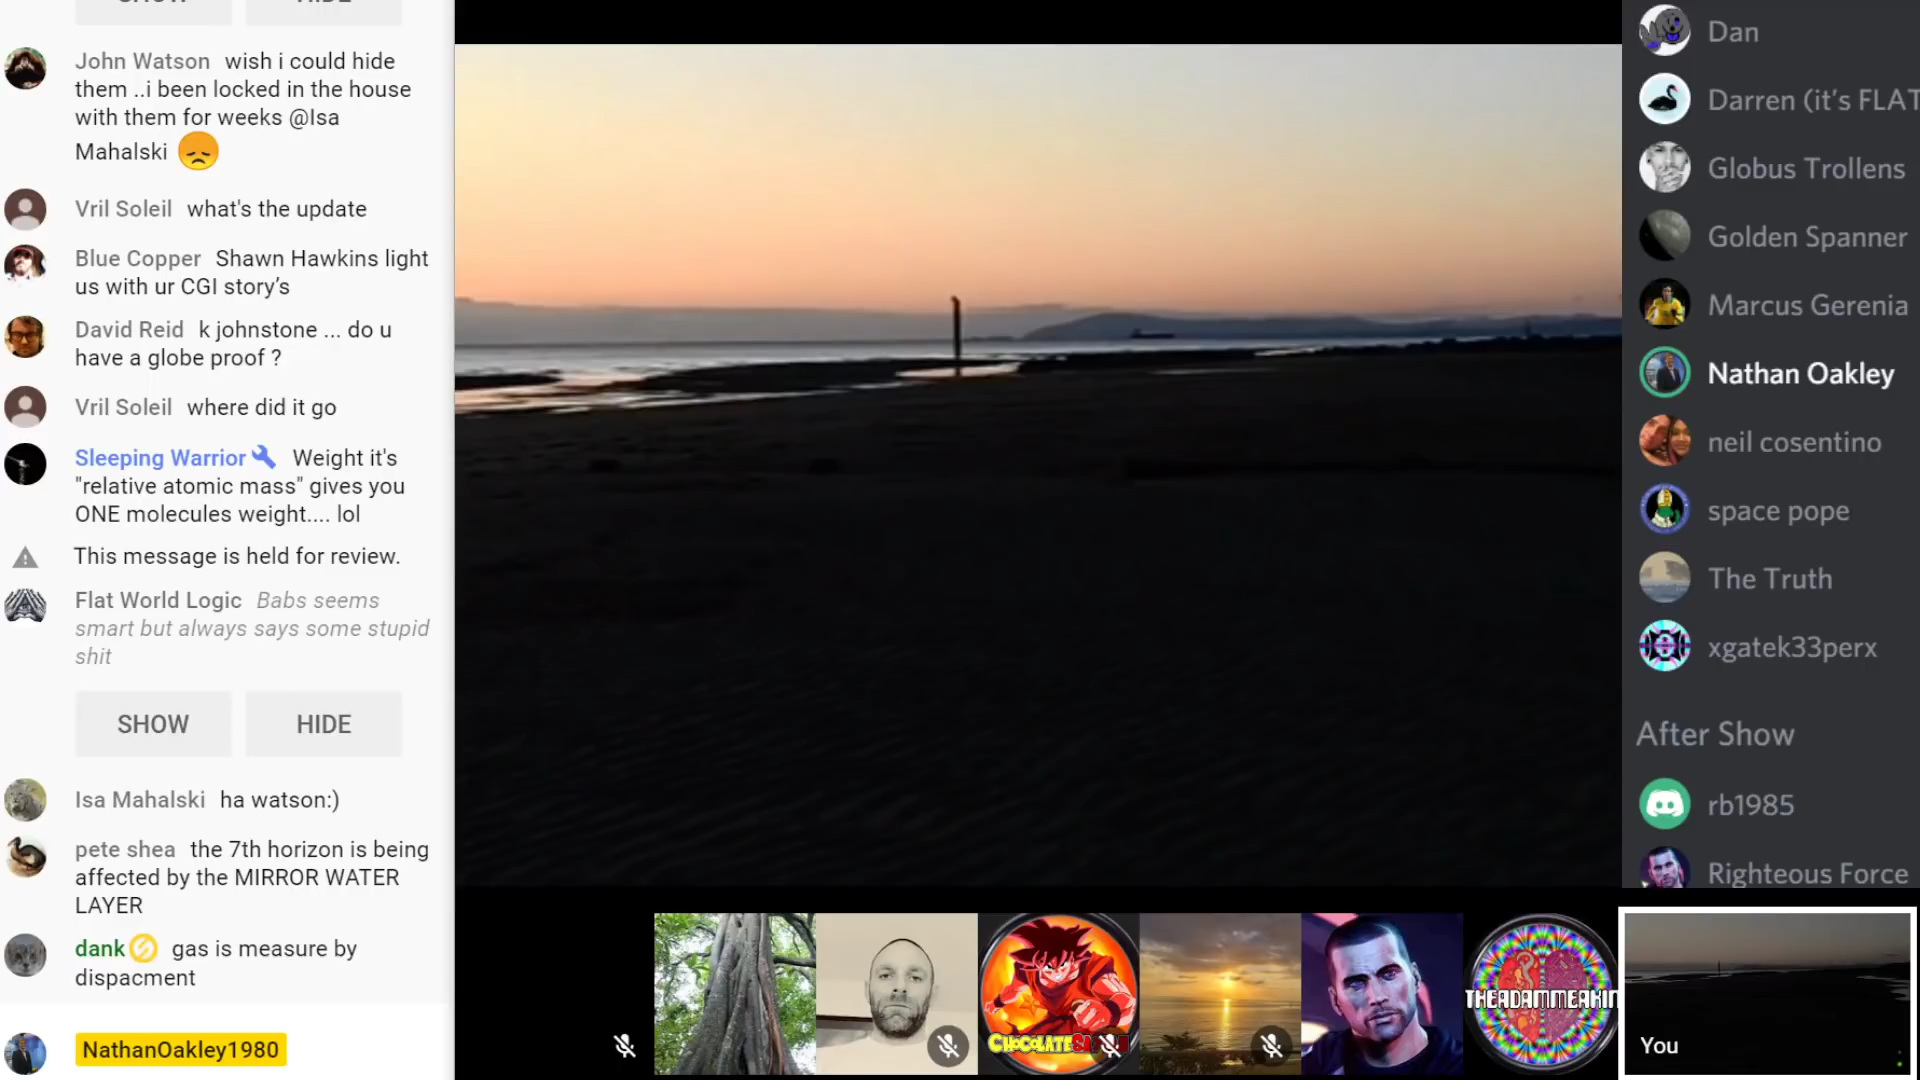 SHOW HIDE
John Watson wish i could hide
them ..i been locked in the house
with them for weeks @Isa
Mahalski
Vril Soleil what's the update
Blue Copper Shawn Hawkins light
us with ur CGI story’s
David Reid k johnstone ... do u
have a globe proof ?
Vril Soleil where did it go
Sleeping Warrior Weight it's
"relative atomic mass" gives you
ONE molecules weight.... lol
This message is held for review.
Flat World Logic Babs seems
smart but always says some stupid
shit
SHOW HIDE
Isa Mahalski ha watson:)
pete shea the 7th horizon is being
affected by the MIRROR WATER
LAYER
dank gas is measure by
dispacment
NathanOakley1980
THEADAMMEAKIN
You
Dan
Darren (it’s FLAT
Globus Trollens
Golden Spanner
Marcus Gerenia
Nathan Oakley
neil cosentino
space pope
The Truth
xgatek33perx
After Show
rb1985
Righteous Force